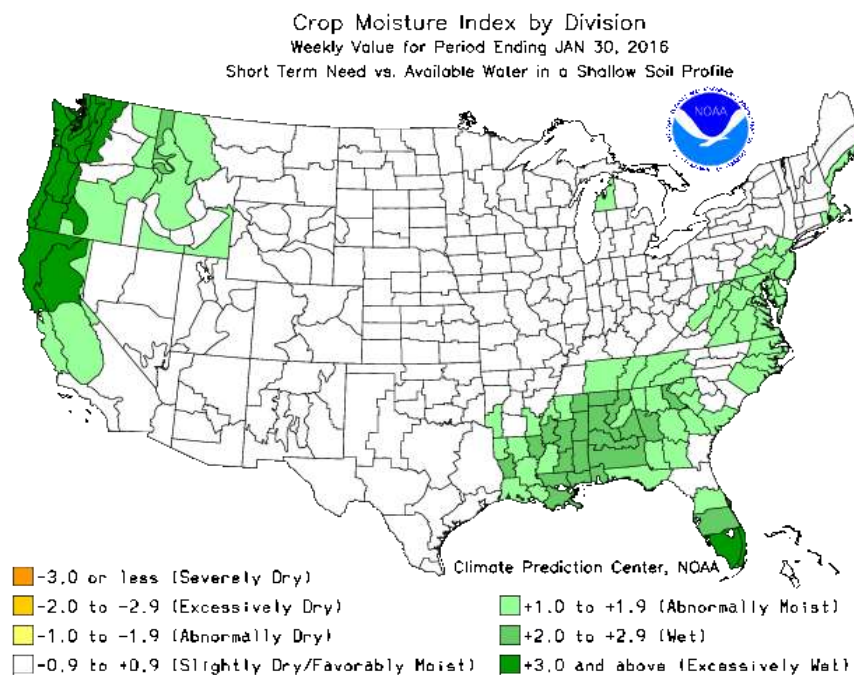 Crop Moisture Index by Division
Weekly Value for Period Ending JAN 30, 2016
Short Term Need vs. Available Water in a Shallow Soil Profile
NOAA
Climate Prediction Center, NOAA
-3.0 or less (Severely Dry)
-2.0 to -2.9 (Excessively Dry)
-1.0 to -1.9 (Abnormally Dry)
-0.9 to +0.9 (Slightly Dry/Favorably Moist)
+1.0 to +1.9 (Abnormally Moist)
+2.0 to +2.9 (Wet)
+3.0 and above (Excessively Wet)